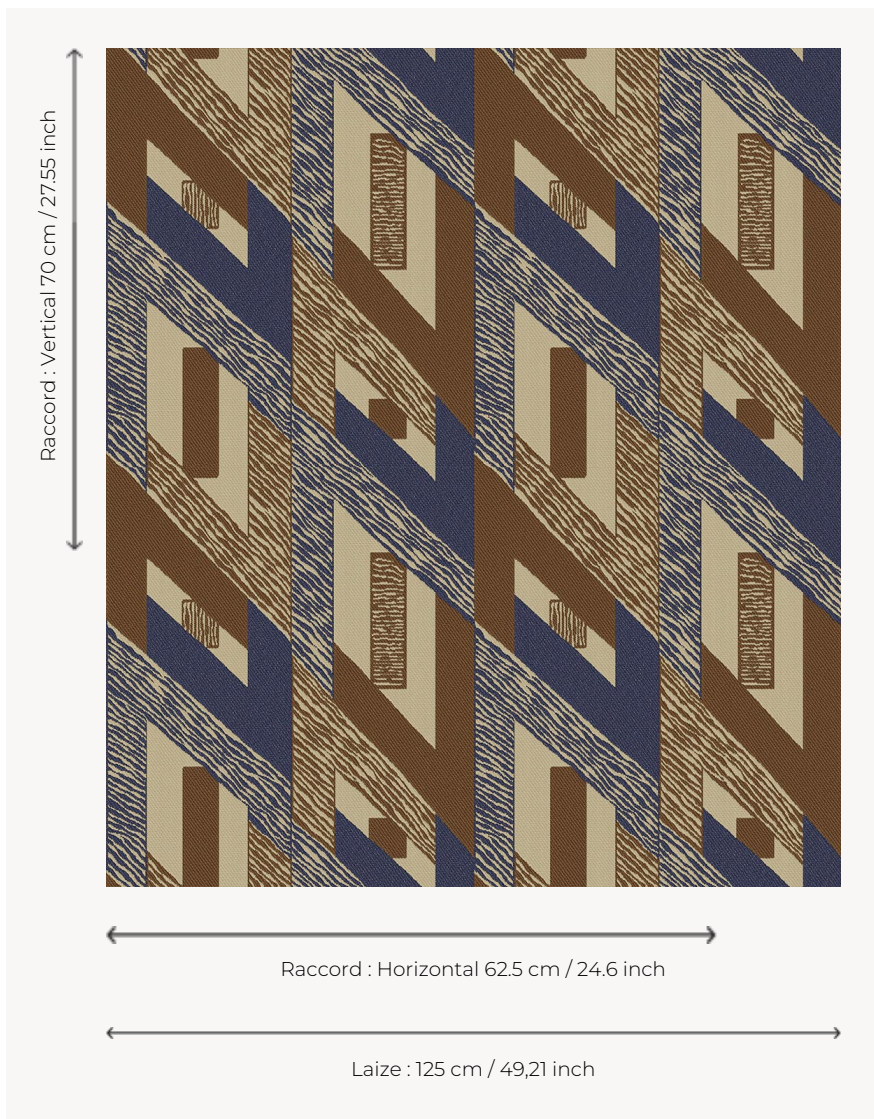 Raccord : Vertical 70 cm / 27.55 inch
Raccord : Horizontal 62.5 cm / 24.6 inch
Laize : 125 cm / 49,21 inch